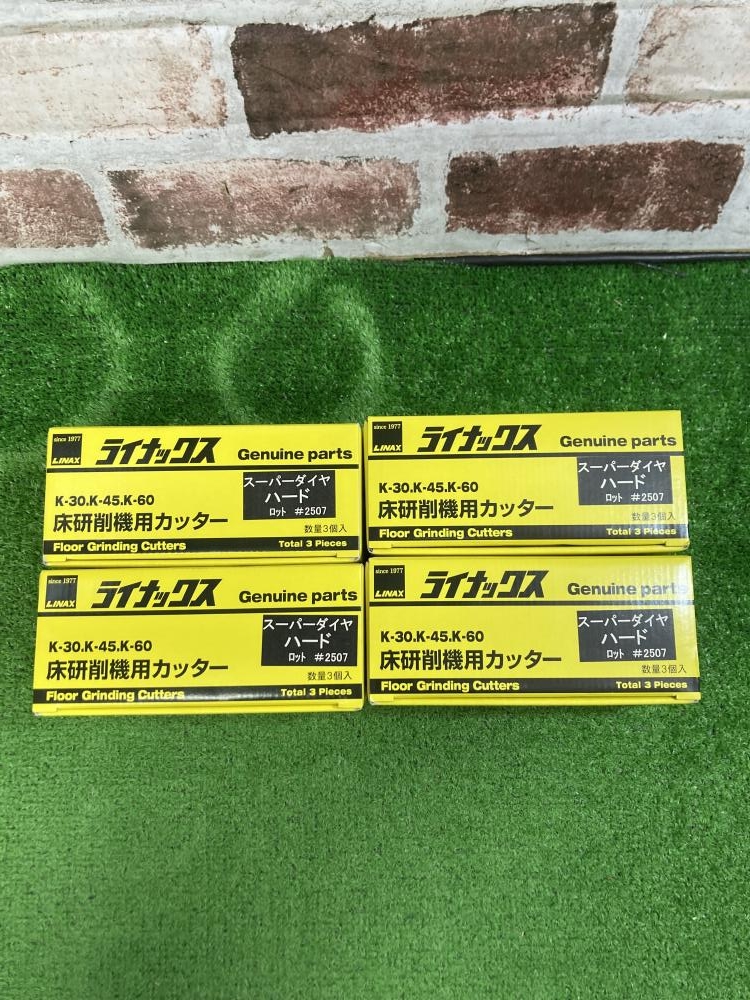 since 1977
LINAX
ライナックス
Genuine parts
K-30.K-45.K-60
床研削機用カッター
スーパーダイヤ
ハード
ロット #2507
数量3個入
Floor Grinding Cutters
Total 3 Pieces
since 1977
LINAX
ライナックス
Genuine parts
K-30.K-45.K-60
床研削機用カッター
スーパーダイヤ
ハード
ロット #2507
数量3個入
Floor Grinding Cutters
Total 3 Pieces
since 1977
LINAX
ライナックス
Genuine parts
K-30.K-45.K-60
床研削機用カッター
スーパーダイヤ
ハード
ロット #2507
数量3個入
Floor Grinding Cutters
Total 3 Pieces
since 1977
LINAX
ライナックス
Genuine parts
K-30.K-45.K-60
床研削機用カッター
スーパーダイヤ
ハード
ロット #2507
数量3個入
Floor Grinding Cutters
Total 3 Pieces